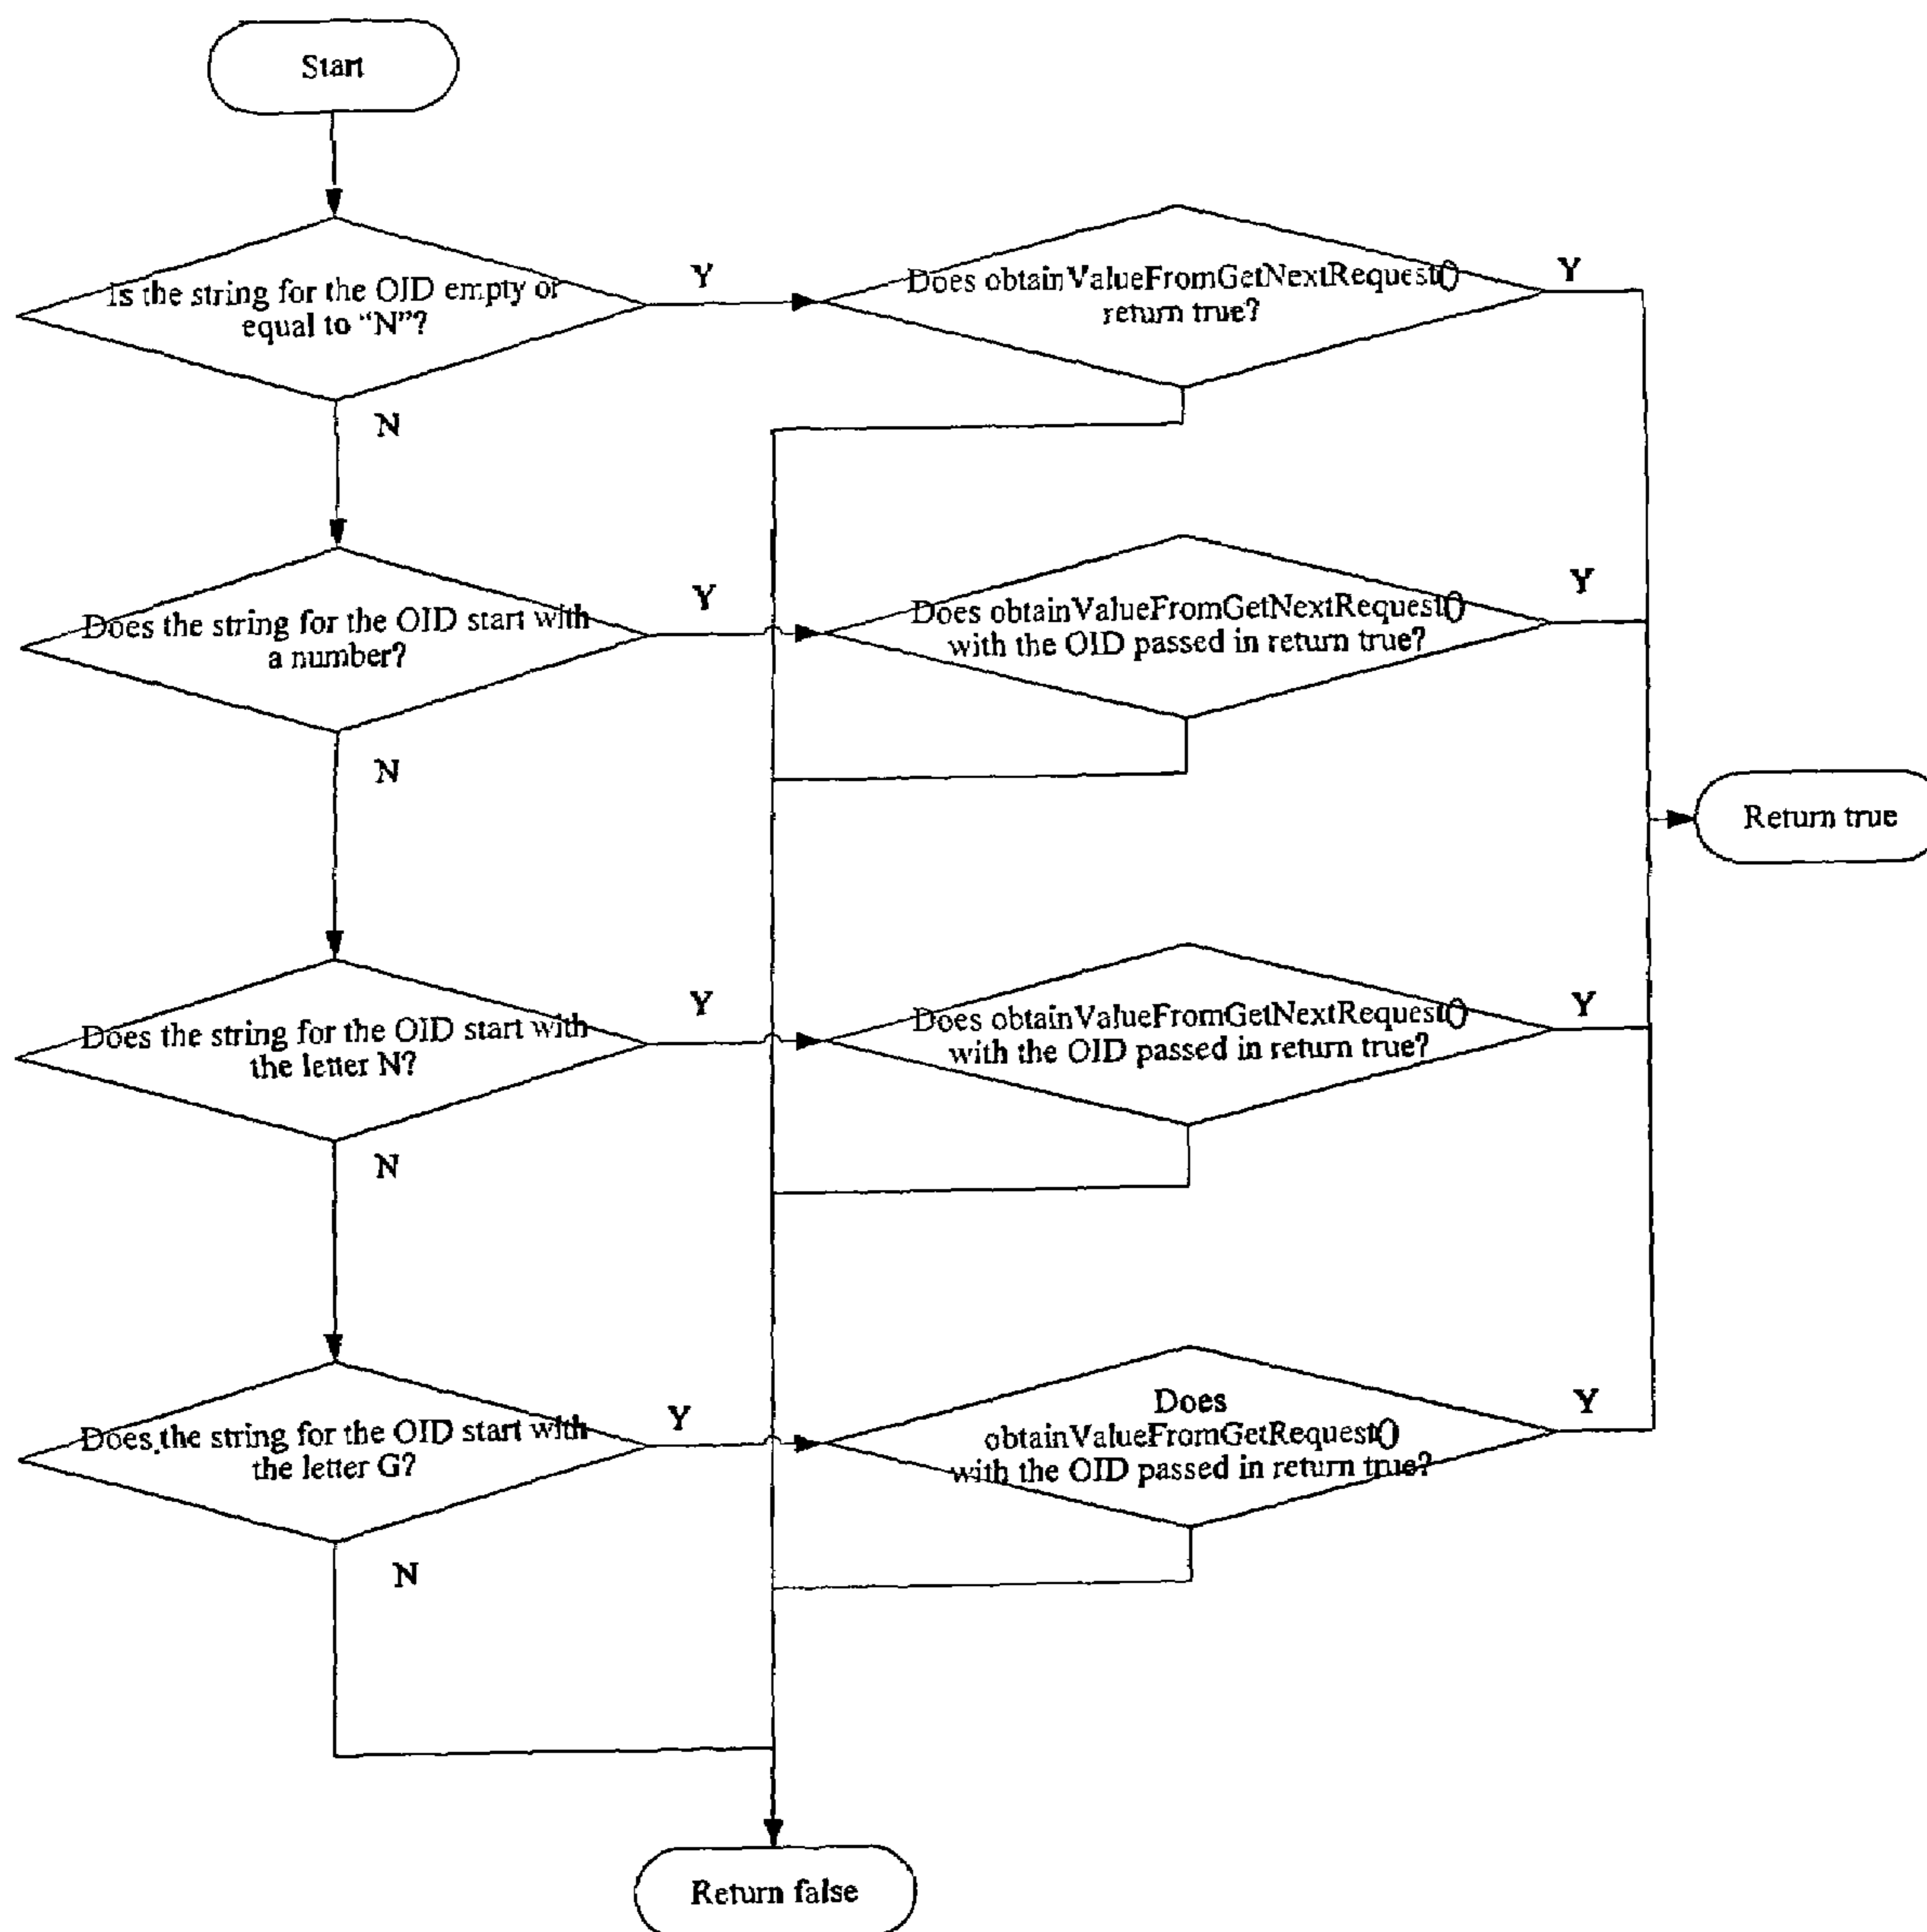 Start
Is the string for the OID empty or
equal to “N”?
Y
Does obtainValueFromGetNextRequest()
return true?
Y
N
Does the string for the OID start with
a number?
Y
Does obtainValueFromGetNextRequest()
with the OID passed in return true?
Y
N
Return true
Does the string for the OID start with
the letter N?
Y
Does obtainValueFromGetNextRequest()
with the OID passed in return true?
Y
N
Does the string for the OID start with
the letter G?
Y
Does
obtainValueFromGetRequest()
with the OID passed in return true?
Y
N
Return false